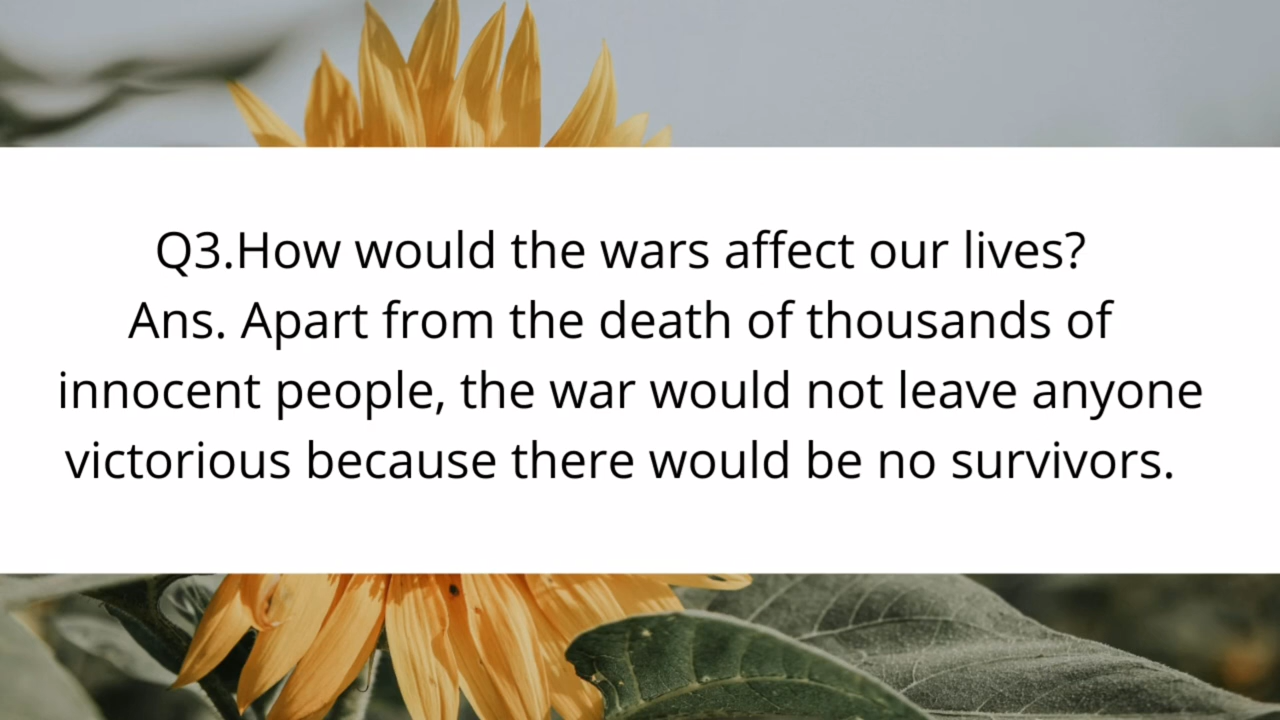 Q3.How would the wars affect our lives?
Ans. Apart from the death of thousands of
innocent people, the war would not leave anyone
victorious because there would be no survivors.